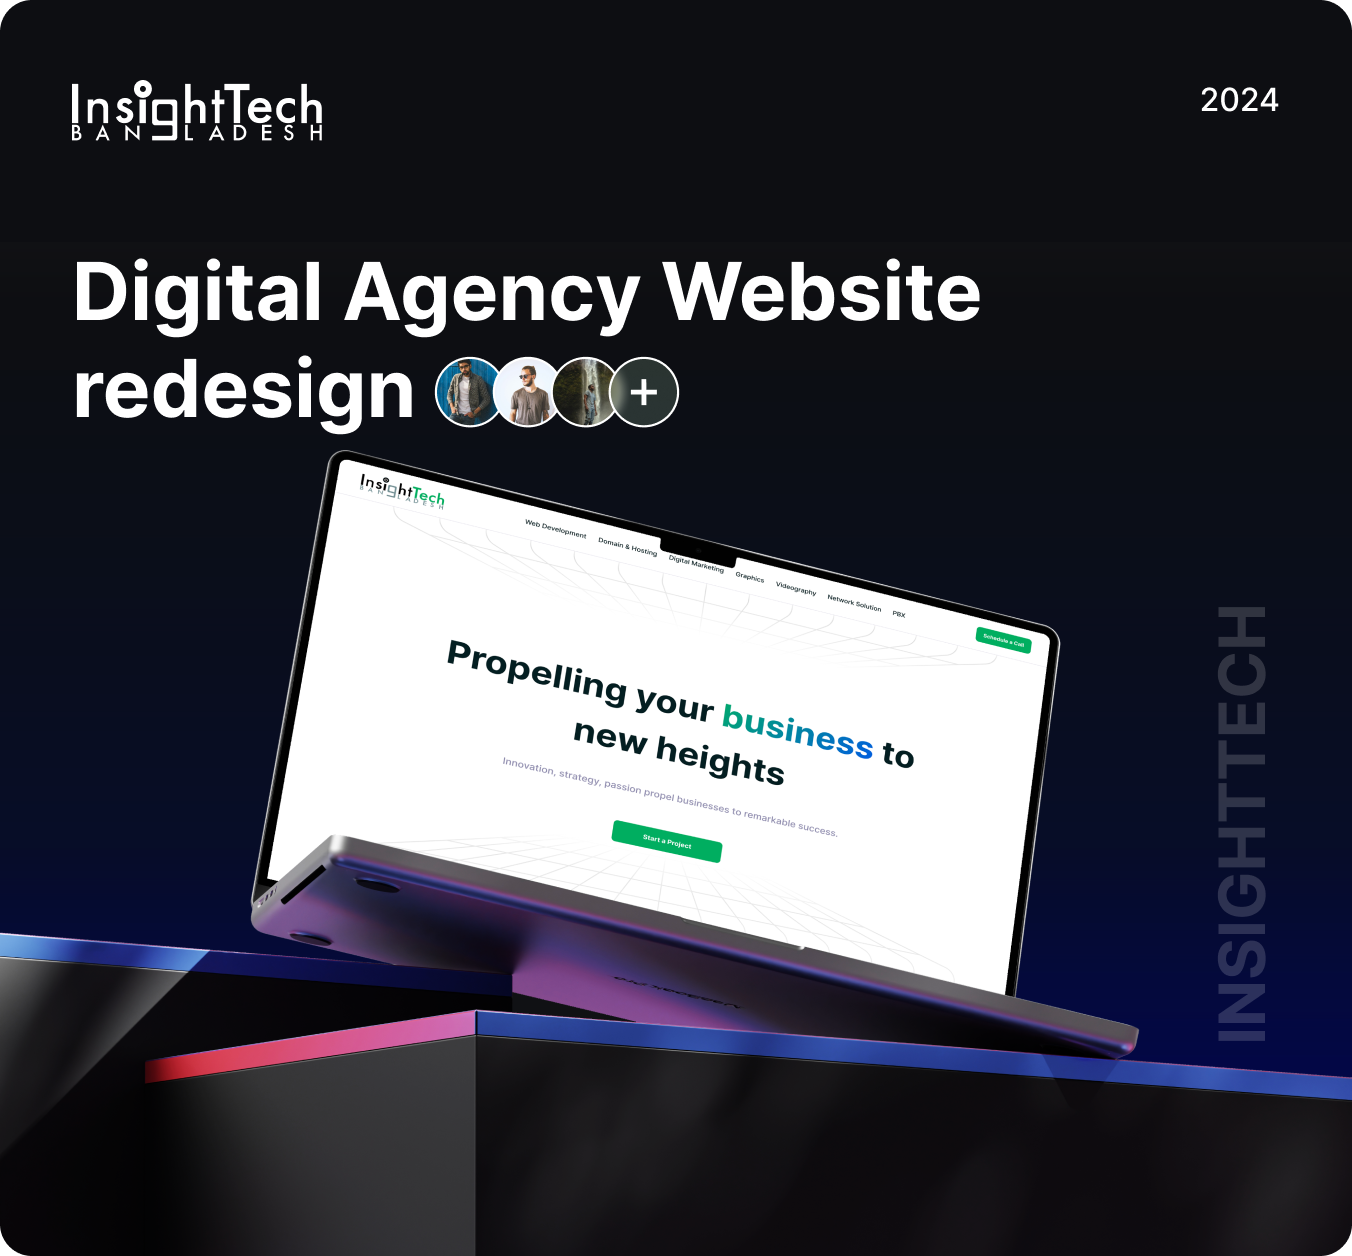 InsightTech
BANGLADESH
2024
Digital Agency Website
redesign
+
InsightTech
BANGLADESH
Web Development
Domain & Hosting
Digital Marketing
Graphics
Videography
Network Solution
PBX
Schedule a Call
Propelling your business to
new heights
Innovation, strategy, passion propel businesses to remarkable success.
Start a Project
INSIGHTTECH